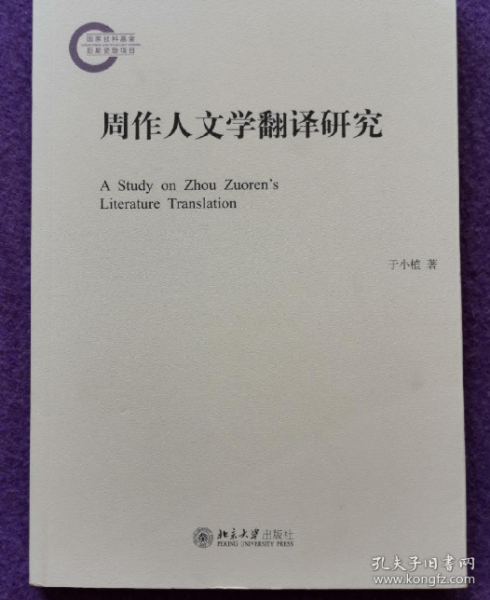 国家社科基金
后期资助项目
周作人文学翻译研究
A Study on Zhou Zuoren's
Literature Translation
于小植 著
北京大学出版社
PEKING UNIVERSITY PRESS
孔夫子旧书网
www.kongfz.com